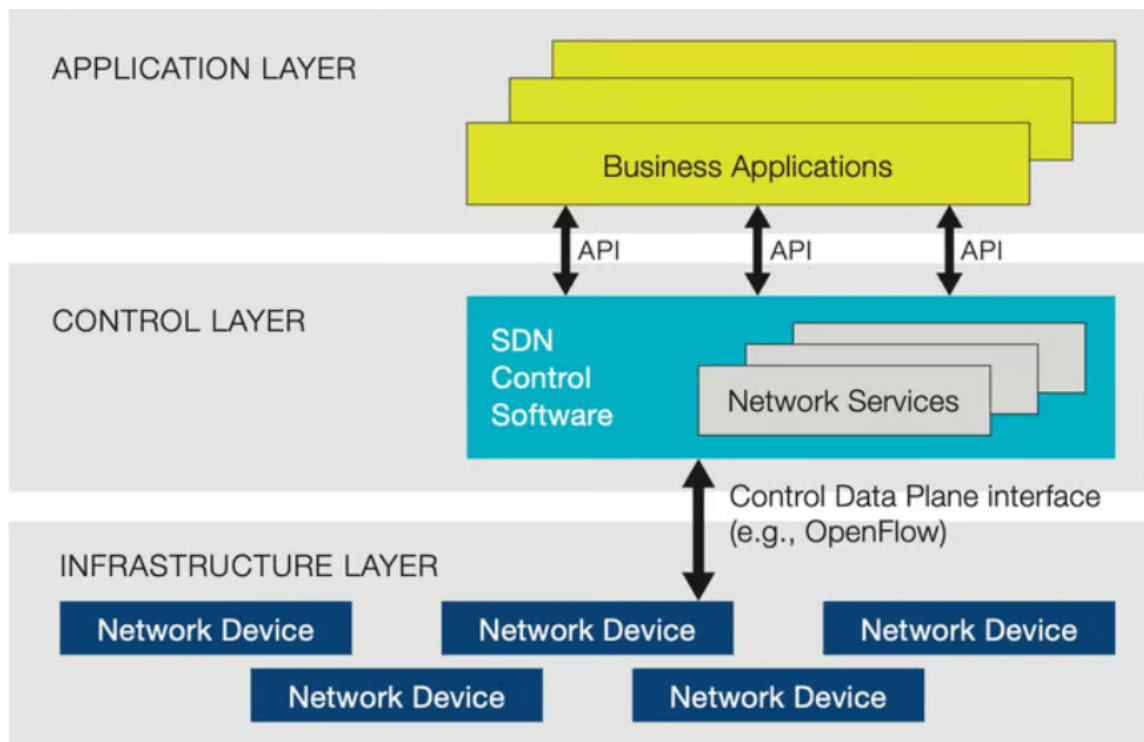 APPLICATION LAYER
Business Applications
API
API
API
CONTROL LAYER
SDN
Control
Software
Network Services
Control Data Plane interface
(e.g., OpenFlow)
INFRASTRUCTURE LAYER
Network Device
Network Device
Network Device
Network Device
Network Device